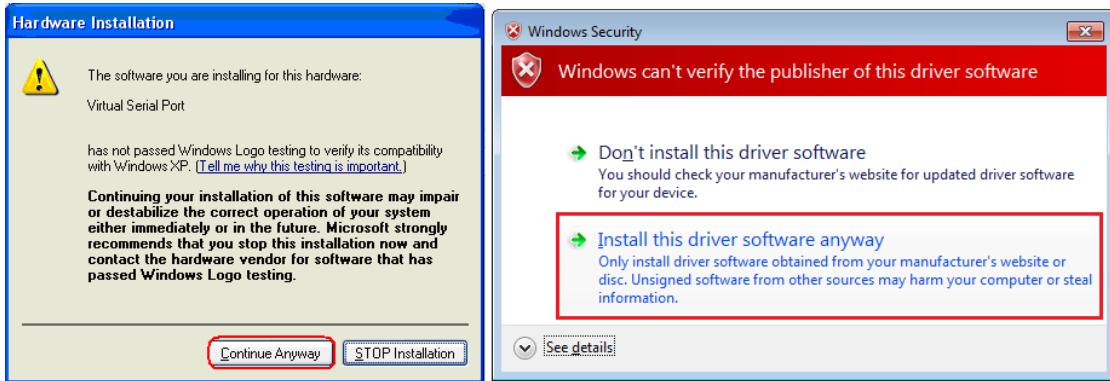 Hardware Installation
The software you are installing for this hardware:
Virtual Serial Port
has not passed Windows Logo testing to verify its compatibility
with Windows XP. (Tell me why this testing is important.)
Continuing your installation of this software may impair
or destabilize the correct operation of your system
either immediately or in the future. Microsoft strongly
recommends that you stop this installation now and
contact the hardware vendor for software that has
passed Windows Logo testing.
Continue Anyway
STOP Installation
Windows Security
Windows can't verify the publisher of this driver software
Don't install this driver software
You should check your manufacturer's website for updated driver software
for your device.
Install this driver software anyway
Only install driver software obtained from your manufacturer's website or
disc. Unsigned software from other sources may harm your computer or steal
information.
See details